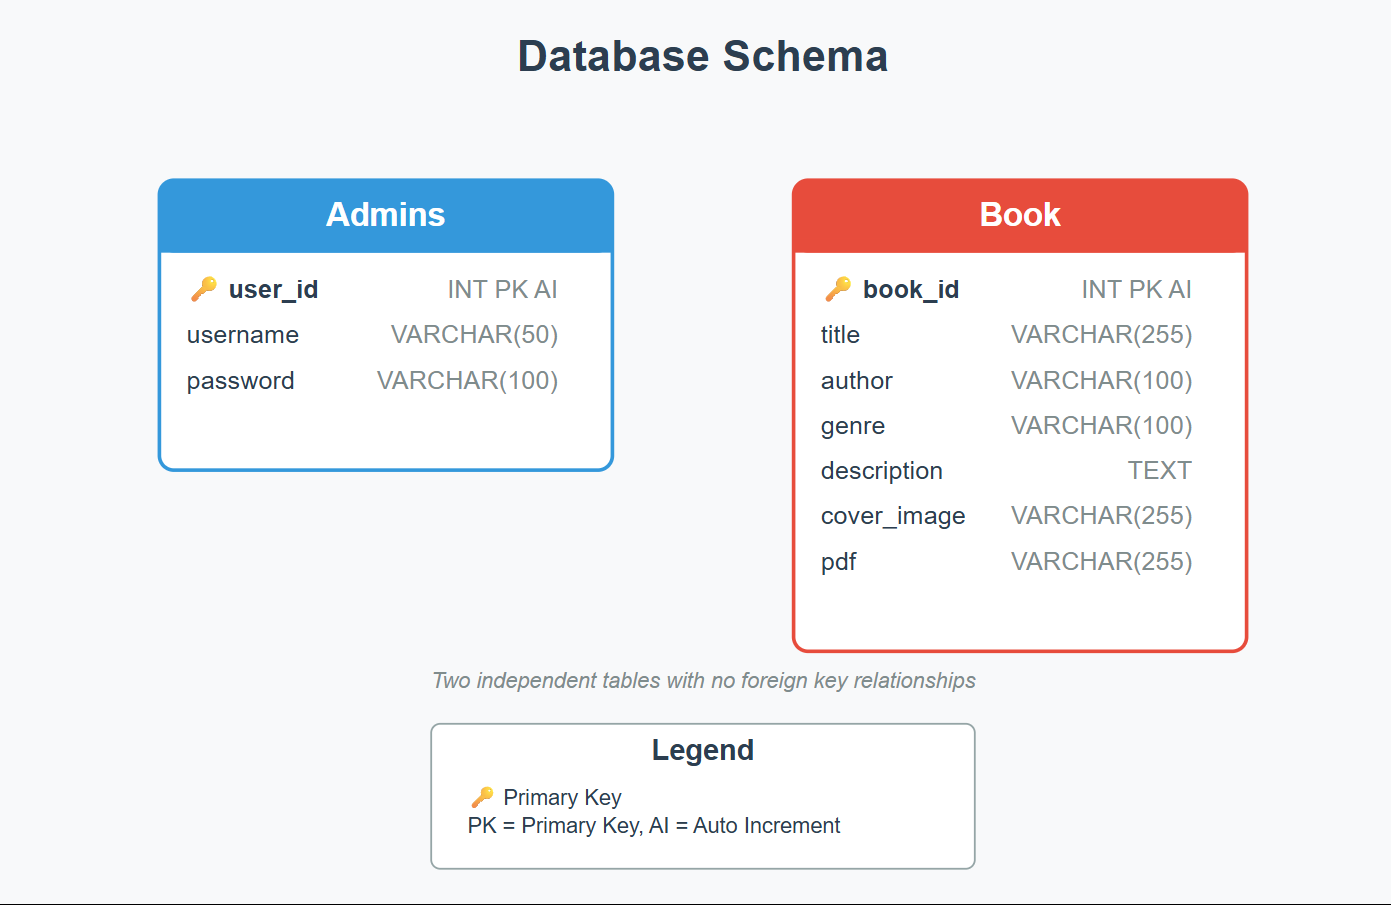 Database Schema
Admins
🔑 user_id INT PK AI
username VARCHAR(50)
password VARCHAR(100)
Book
🔑 book_id INT PK AI
title VARCHAR(255)
author VARCHAR(100)
genre VARCHAR(100)
description TEXT
cover_image VARCHAR(255)
pdf VARCHAR(255)
Two independent tables with no foreign key relationships
Legend
🔑 Primary Key
PK = Primary Key, AI = Auto Increment